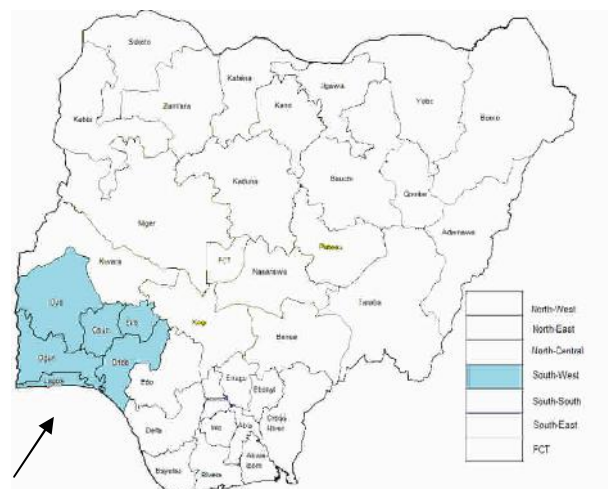 Sokoto
Katsina
Jigawa
Yobe
Borno
Zamfara
Kano
Kebbi
Kaduna
Bauchi
Gombe
Adamawa
Niger
Plateau
FCT
Kwara
Nasarawa
Taraba
Oyo
Kogi
Benue
Osun
Ekiti
Ogun
Ondo
Lagos
Edo
Enugu
Ebonyi
Cross
River
Delta
Imo
Abia
Akwa
Ibom
Bayelsa
Rivers
North-West
North-East
North-Central
South-West
South-South
South-East
FCT